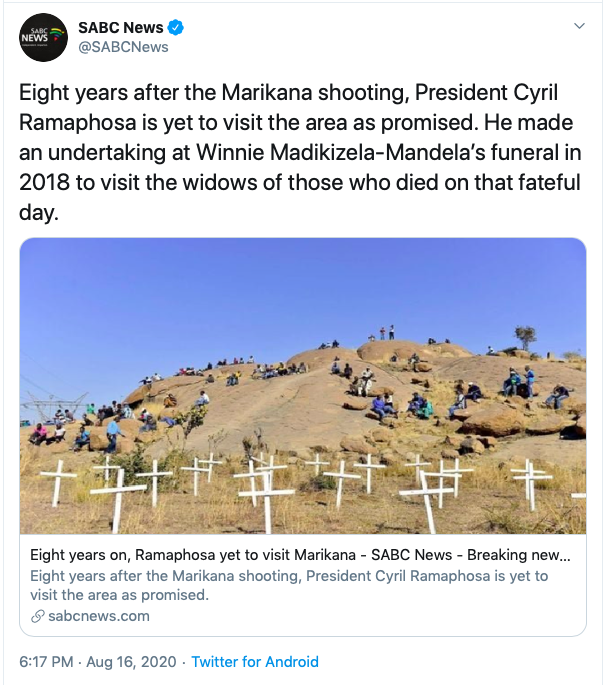 SABC
NEWS
SABC News
@SABCNews
Eight years after the Marikana shooting, President Cyril
Ramaphosa is yet to visit the area as promised. He made
an undertaking at Winnie Madikizela-Mandela’s funeral in
2018 to visit the widows of those who died on that fateful
day.
Eight years on, Ramaphosa yet to visit Marikana - SABC News - Breaking new...
Eight years after the Marikana shooting, President Cyril Ramaphosa is yet to
visit the area as promised.
sabcnews.com
6:17 PM · Aug 16, 2020 · Twitter for Android